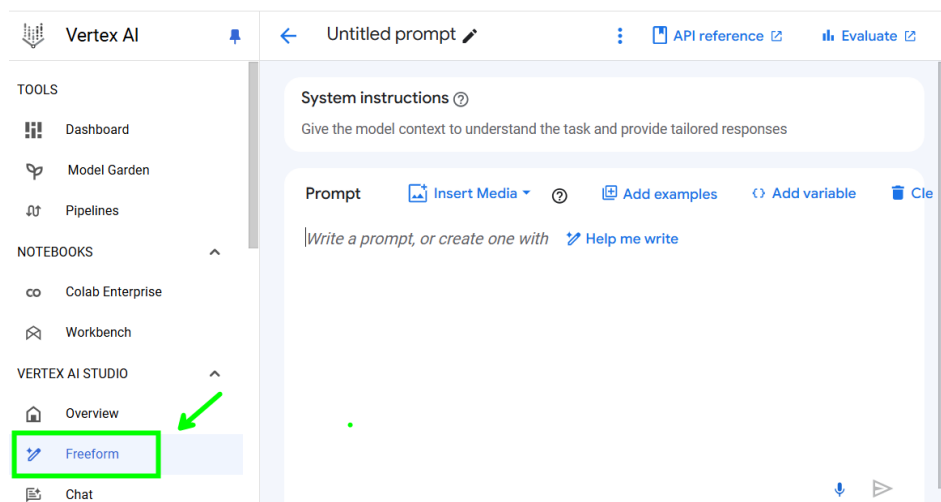 Vertex AI
Untitled prompt
API reference
Evaluate
TOOLS
Dashboard
Model Garden
Pipelines
NOTEBOOKS
Colab Enterprise
Workbench
VERTEX AI STUDIO
Overview
Freeform
Chat
System instructions
Give the model context to understand the task and provide tailored responses
Prompt Insert Media Add examples Add variable Cle
Write a prompt, or create one with Help me write